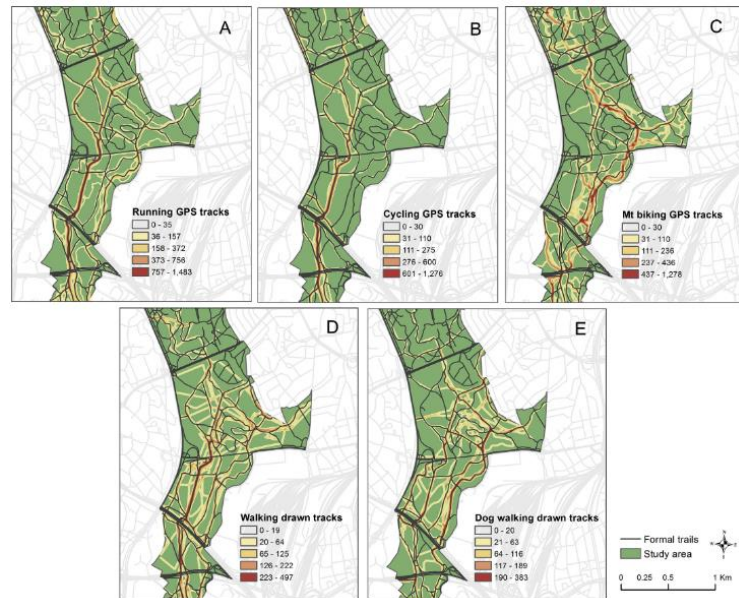 A
Running GPS tracks
0 - 35
36 - 157
158 - 372
373 - 756
757 - 1,483
B
Cycling GPS tracks
0 - 30
31 - 110
111 - 275
276 - 600
601 - 1,276
C
Mt biking GPS tracks
0 - 30
31 - 110
111 - 236
237 - 436
437 - 1,278
D
Walking drawn tracks
0 - 19
20 - 64
65 - 125
126 - 222
223 - 497
E
Dog walking drawn tracks
0 - 20
21 - 63
64 - 116
117 - 189
190 - 383
Formal trails
Study area
0 0.25 0.5 1 Km